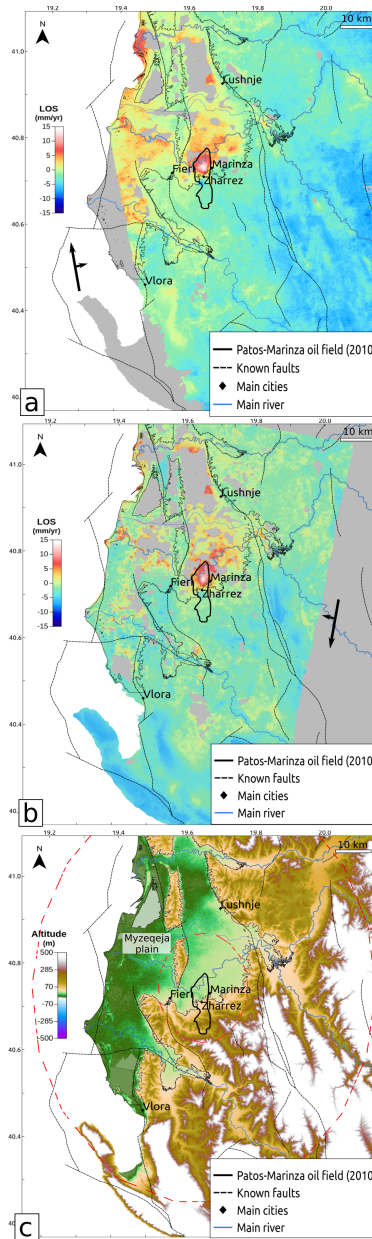 19.2 19.4 19.6 19.8 20.0
10 km
N
41.0
Lushnje
LOS
(mm/yr)
15
10
5
0
-5
-10
-15
40.8
Marinza
Fieri
Zharrez
40.6
Vlora
40.4
Patos-Marinza oil field (2010)
Known faults
Main cities
Main river
40.2
a
19.2 19.4 19.6 19.8 20.0
10 km
N
41.0
Lushnje
LOS
(mm/yr)
15
10
5
0
-5
-10
-15
40.8
Fieri Marinza
Zharrez
40.6
Vlora
40.4
Patos-Marinza oil field (2010)
Known faults
Main cities
Main river
b
19.2 19.4 19.6 19.8 20.0
10 km
N
41.0
Lushnje
Altitude
(m)
500
285
70
-70
-285
-500
Myzeqeja
plain
40.8
Fieri Marinza
Zharrez
40.6
Vlora
40.4
Patos-Marinza oil field (2010)
Known faults
Main cities
Main river
40.2
c